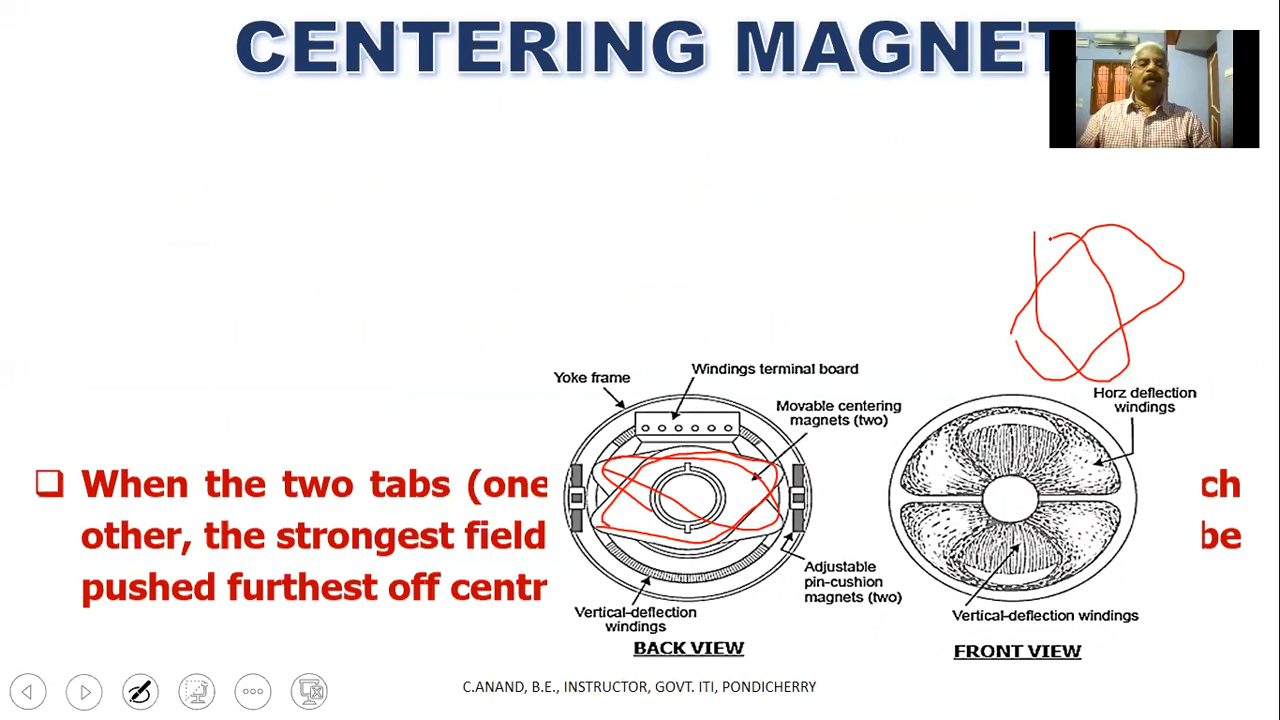 CENTERING MAGNET
Windings terminal board
Yoke frame
Movable centering
magnets (two)
Horz deflection
windings
❑ When the two tabs (one ch
other, the strongest field be
pushed furthest off centr
Adjustable
pin-cushion
magnets (two)
Vertical-deflection
windings
Vertical-deflection windings
BACK VIEW
FRONT VIEW
C.ANAND, B.E., INSTRUCTOR, GOVT. ITI, PONDICHERRY